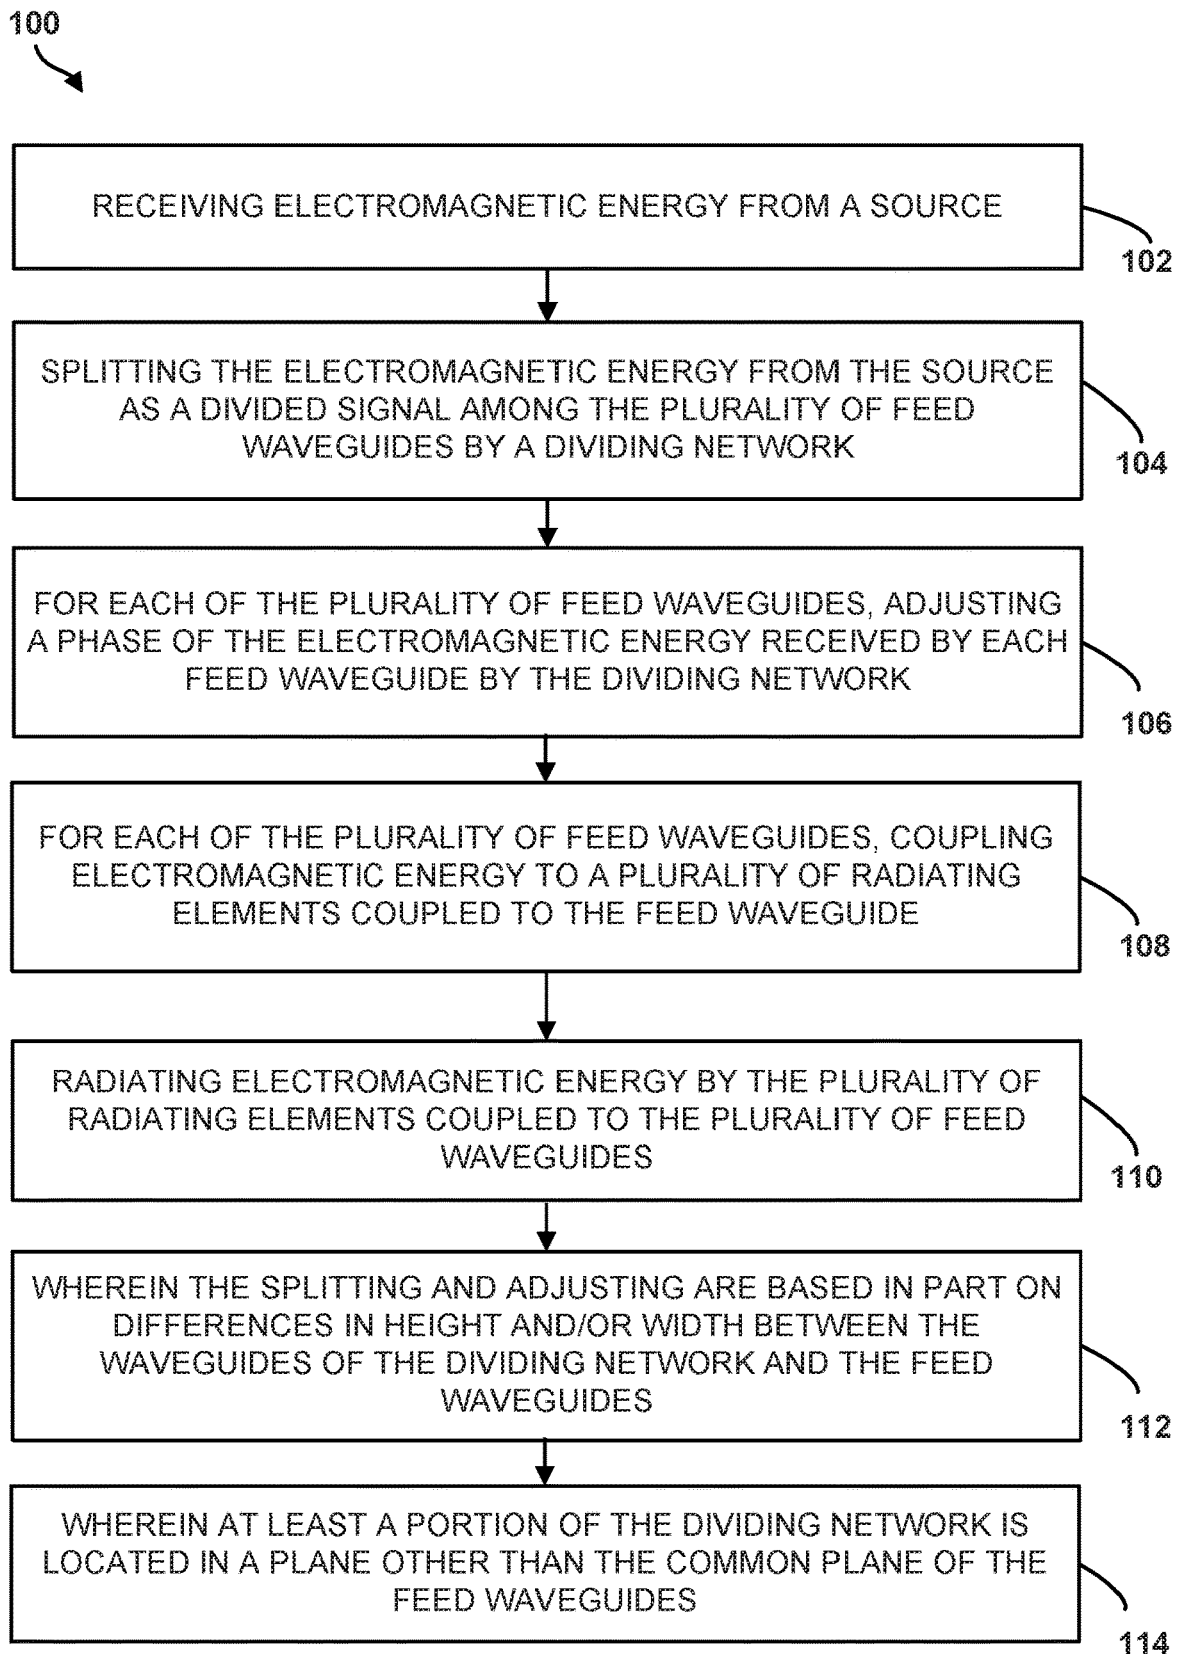 100
RECEIVING ELECTROMAGNETIC ENERGY FROM A SOURCE
102
SPLITTING THE ELECTROMAGNETIC ENERGY FROM THE SOURCE
AS A DIVIDED SIGNAL AMONG THE PLURALITY OF FEED
WAVEGUIDES BY A DIVIDING NETWORK
104
FOR EACH OF THE PLURALITY OF FEED WAVEGUIDES, ADJUSTING
A PHASE OF THE ELECTROMAGNETIC ENERGY RECEIVED BY EACH
FEED WAVEGUIDE BY THE DIVIDING NETWORK
106
FOR EACH OF THE PLURALITY OF FEED WAVEGUIDES, COUPLING
ELECTROMAGNETIC ENERGY TO A PLURALITY OF RADIATING
ELEMENTS COUPLED TO THE FEED WAVEGUIDE
108
RADIATING ELECTROMAGNETIC ENERGY BY THE PLURALITY OF
RADIATING ELEMENTS COUPLED TO THE PLURALITY OF FEED
WAVEGUIDES
110
WHEREIN THE SPLITTING AND ADJUSTING ARE BASED IN PART ON
DIFFERENCES IN HEIGHT AND/OR WIDTH BETWEEN THE
WAVEGUIDES OF THE DIVIDING NETWORK AND THE FEED
WAVEGUIDES
112
WHEREIN AT LEAST A PORTION OF THE DIVIDING NETWORK IS
LOCATED IN A PLANE OTHER THAN THE COMMON PLANE OF THE
FEED WAVEGUIDES
114